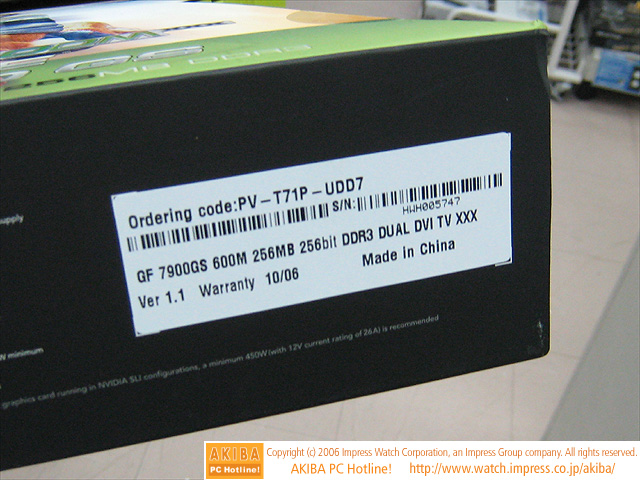 256MB DDR3
Ordering code:PV-T71P-UDD7
S/N:
HWH005747
GF 7900GS 600M 256MB 256bit DDR3 DUAL DVI TV XXX
Ver 1.1 Warranty 10/06 Made in China
supply
W minimum
graphics card running in NVIDIA SLI configurations, a minimum 450W (with 12V current rating of 26A) is recommended
AKIBA
PC Hotline!
Copyright (c) 2006 Impress Watch Corporation, an Impress Group company. All rights reserved.
AKIBA PC Hotline! http://www.watch.impress.co.jp/akiba/